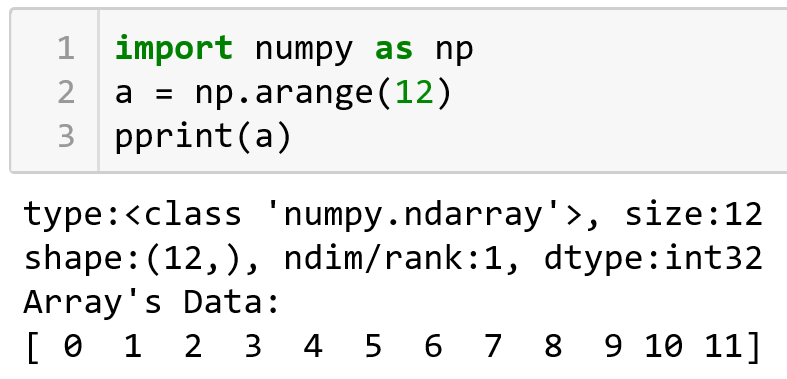 1 import numpy as np
2 a = np.arange(12)
3 pprint(a)
type:<class 'numpy.ndarray'>, size:12
shape:(12,), ndim/rank:1, dtype:int32
Array's Data:
[ 0  1  2  3  4  5  6  7  8  9 10 11]